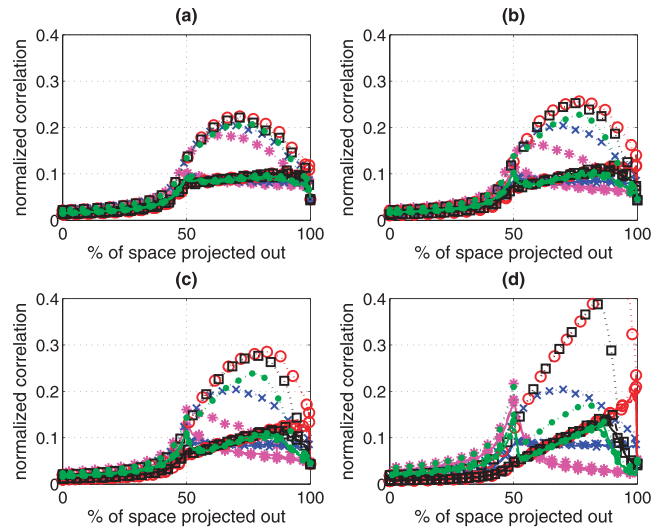 (a)
0.4
0.3
0.2
0.1
0
normalized correlation
0 50 100
% of space projected out
(b)
0.4
0.3
0.2
0.1
0
normalized correlation
0 50 100
% of space projected out
(c)
0.4
0.3
0.2
0.1
0
normalized correlation
0 50 100
% of space projected out
(d)
0.4
0.3
0.2
0.1
0
normalized correlation
0 50 100
% of space projected out